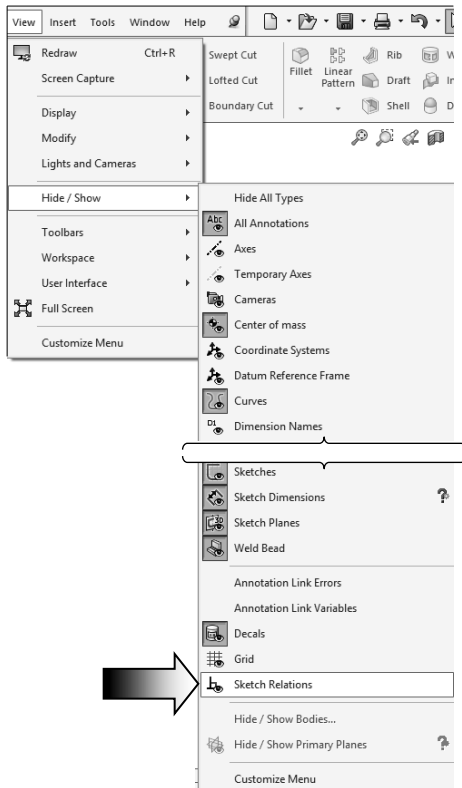 View Insert Tools Window Help
Redraw Ctrl+R
Screen Capture
Display
Modify
Lights and Cameras
Hide / Show
Toolbars
Workspace
User Interface
Full Screen
Customize Menu
Swept Cut
Lofted Cut
Boundary Cut
Fillet
Linear
Pattern
Rib
Draft
Shell
W
In
D
Hide All Types
Abc All Annotations
Axes
Temporary Axes
Cameras
Center of mass
Coordinate Systems
Datum Reference Frame
Curves
D1 Dimension Names
Sketches
Sketch Dimensions ?
3D Sketch Planes
Weld Bead
Annotation Link Errors
Annotation Link Variables
Decals
Grid
Sketch Relations
Hide / Show Bodies...
Hide / Show Primary Planes ?
Customize Menu